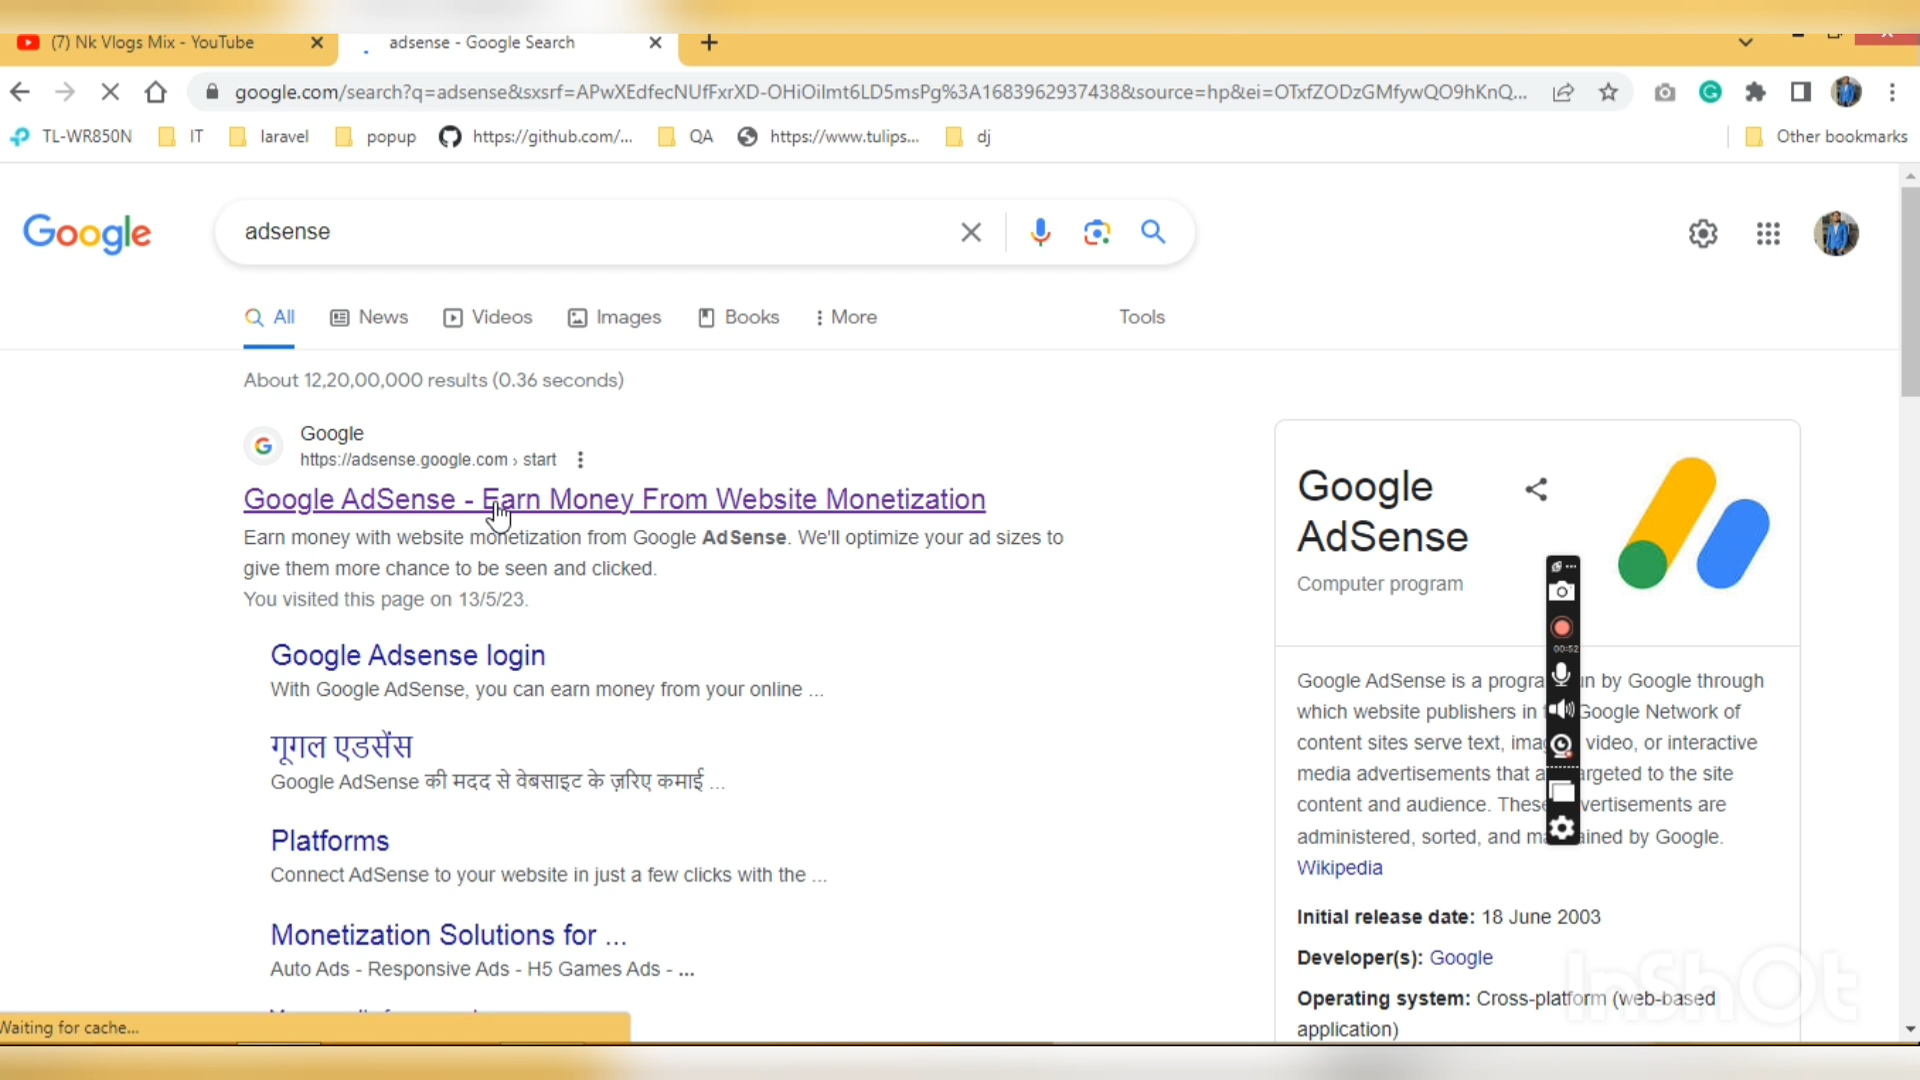 (7) Nk Vlogs Mix - YouTube
adsense - Google Search
google.com/search?q=adsense&sxsrf=APwXEdfecNUfFxrXD-OHiOiImt6LD5msPg%3A1683962937438&source=hp&ei=OTxfZODzGMfywQO9hKnQ...
TL-WR850N
IT
laravel
popup
https://github.com/...
QA
https://www.tulips...
dj
Other bookmarks
Google
adsense
All
News
Videos
Images
Books
More
Tools
About 12,20,00,000 results (0.36 seconds)
Google
https://adsense.google.com › start
Google AdSense - Earn Money From Website Monetization
Earn money with website monetization from Google AdSense. We'll optimize your ad sizes to
give them more chance to be seen and clicked.
You visited this page on 13/5/23.
Google Adsense login
With Google AdSense, you can earn money from your online ...
गूगल एडसेंस
Google AdSense की मदद से वेबसाइट के ज़रिए कमाई ...
Platforms
Connect AdSense to your website in just a few clicks with the ...
Monetization Solutions for ...
Auto Ads - Responsive Ads - H5 Games Ads - ...
Waiting for cache...
Google
AdSense
Computer program
00:52
Google AdSense is a progra un by Google through
which website publishers in Google Network of
content sites serve text, ima video, or interactive
media advertisements that a rgeted to the site
content and audience. These vertisements are
administered, sorted, and m ained by Google.
Wikipedia
Initial release date: 18 June 2003
Developer(s): Google
Operating system: Cross-platform (web-based
application)
InShOt